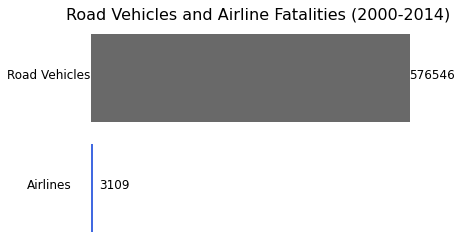 Road Vehicles and Airline Fatalities (2000-2014)
Road Vehicles 576546
Airlines 3109